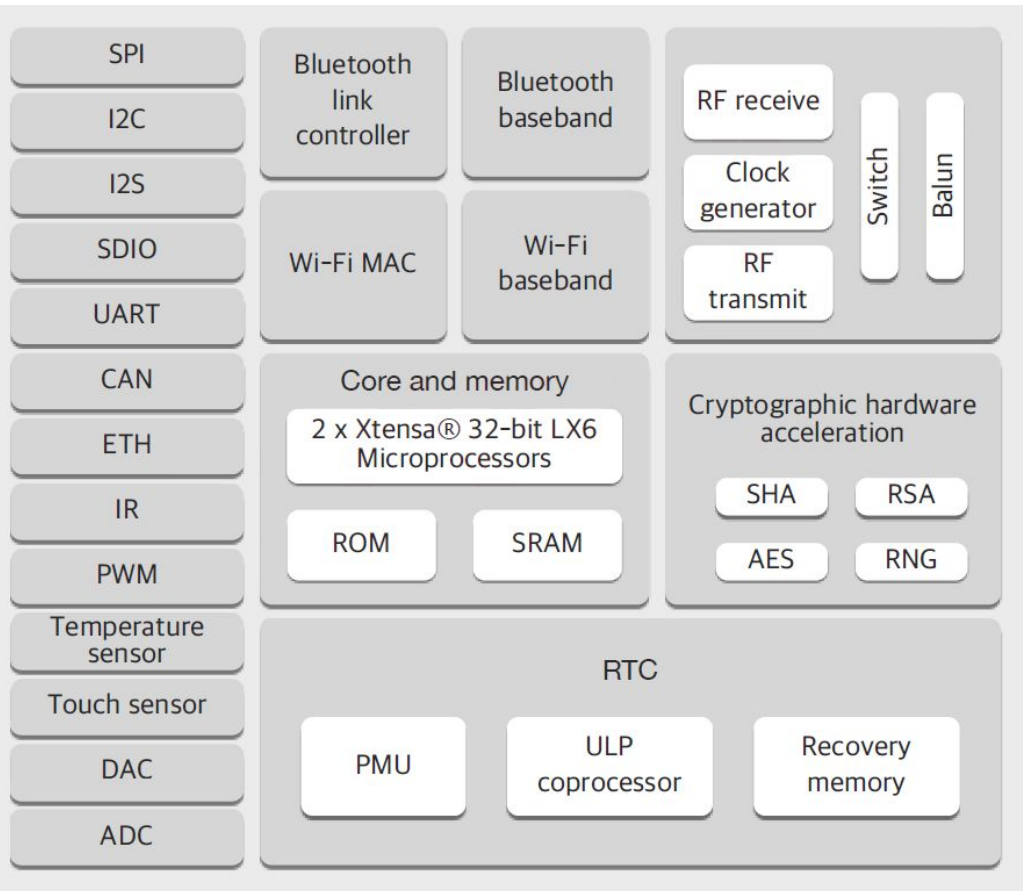 SPI
I2C
I2S
SDIO
UART
CAN
ETH
IR
PWM
Temperature
sensor
Touch sensor
DAC
ADC
Bluetooth
link
controller
Bluetooth
baseband
Wi-Fi MAC
Wi-Fi
baseband
RF receive
Clock
generator
RF
transmit
Switch
Balun
Core and memory
2 x Xtensa® 32-bit LX6
Microprocessors
ROM
SRAM
Cryptographic hardware
acceleration
SHA
RSA
AES
RNG
RTC
PMU
ULP
coprocessor
Recovery
memory